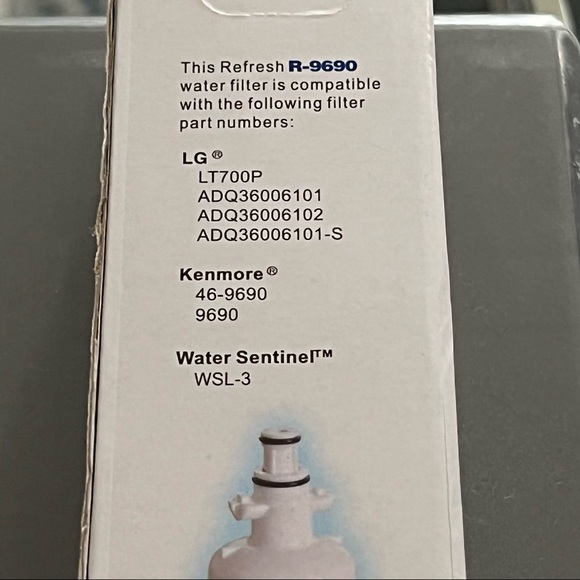 This Refresh R-9690
water filter is compatible
with the following filter
part numbers:
LG®
LT700P
ADQ36006101
ADQ36006102
ADQ36006101-S
Kenmore®
46-9690
9690
Water Sentinel™
WSL-3